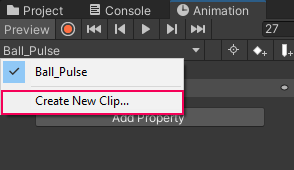 Project Console Animation
Preview 27
Ball_Pulse
Ball_Pulse
Create New Clip...
Add Property